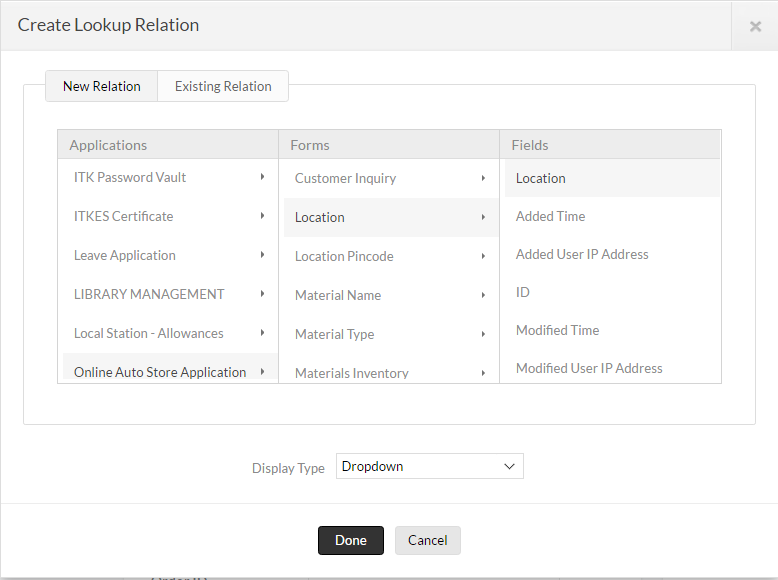 Create Lookup Relation
New Relation
Existing Relation
Applications
Forms
Fields
ITK Password Vault
Customer Inquiry
Location
ITKES Certificate
Location
Added Time
Leave Application
Location Pincode
Added User IP Address
LIBRARY MANAGEMENT
Material Name
ID
Local Station - Allowances
Material Type
Modified Time
Online Auto Store Application
Materials Inventory
Modified User IP Address
Display Type
Dropdown
Done
Cancel